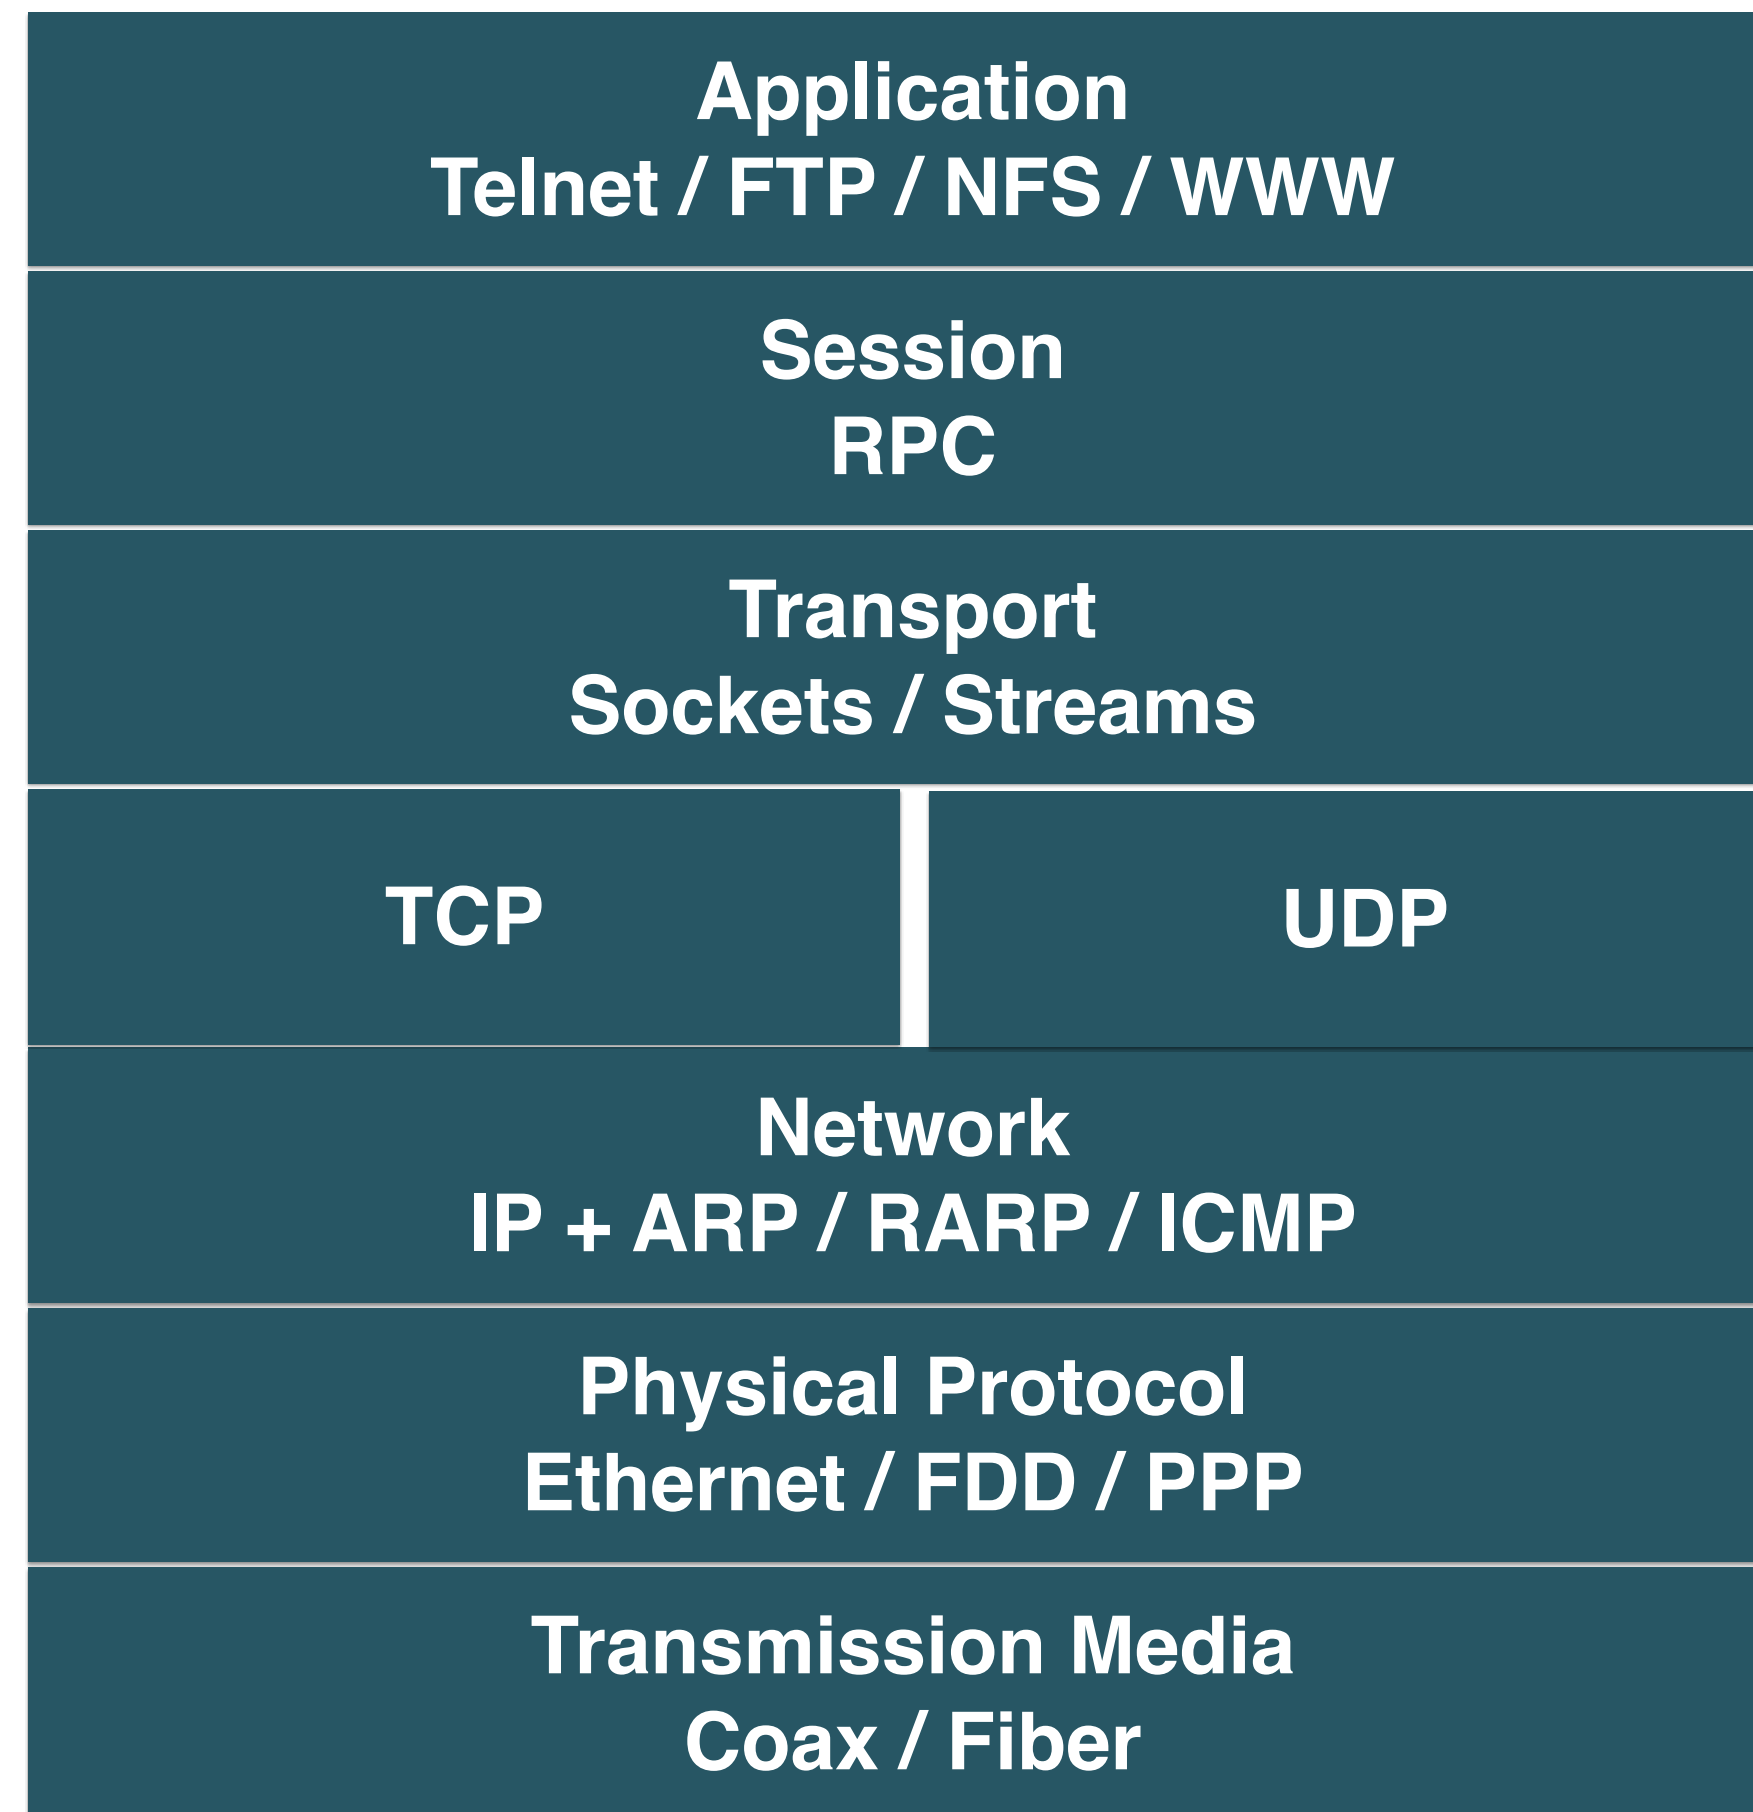 Application
Telnet / FTP / NFS / WWW
Session
RPC
Transport
Sockets / Streams
TCP
UDP
Network
IP + ARP / RARP / ICMP
Physical Protocol
Ethernet / FDD / PPP
Transmission Media
Coax / Fiber